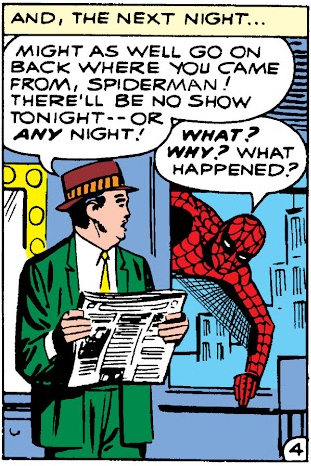 AND, THE NEXT NIGHT...
MIGHT AS WELL GO ON
BACK WHERE YOU CAME
FROM, SPIDERMAN!
THERE'LL BE NO SHOW
TONIGHT--OR
ANY NIGHT!
WHAT?
WHY? WHAT
HAPPENED?
4